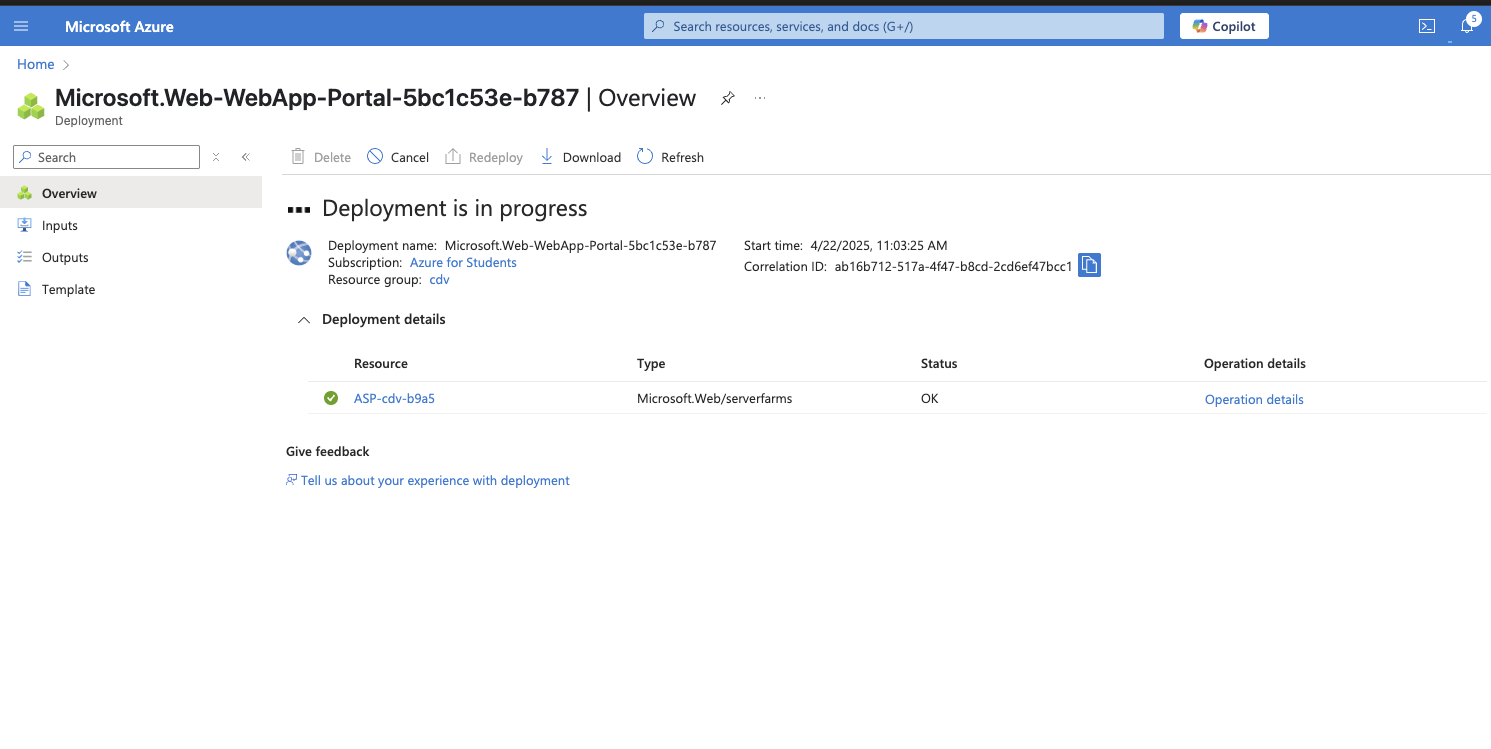 Microsoft Azure
Search resources, services, and docs (G+/)
Copilot
5
Home
Microsoft.Web-WebApp-Portal-5bc1c53e-b787 | Overview
Deployment
Search
Delete
Cancel
Redeploy
Download
Refresh
Overview
Inputs
Outputs
Template
Deployment is in progress
Deployment name: Microsoft.Web-WebApp-Portal-5bc1c53e-b787
Subscription: Azure for Students
Resource group: cdv
Start time: 4/22/2025, 11:03:25 AM
Correlation ID: ab16b712-517a-4f47-b8cd-2cd6ef47bcc1
Deployment details
Resource Type Status Operation details
ASP-cdv-b9a5 Microsoft.Web/serverfarms OK Operation details
Give feedback
Tell us about your experience with deployment